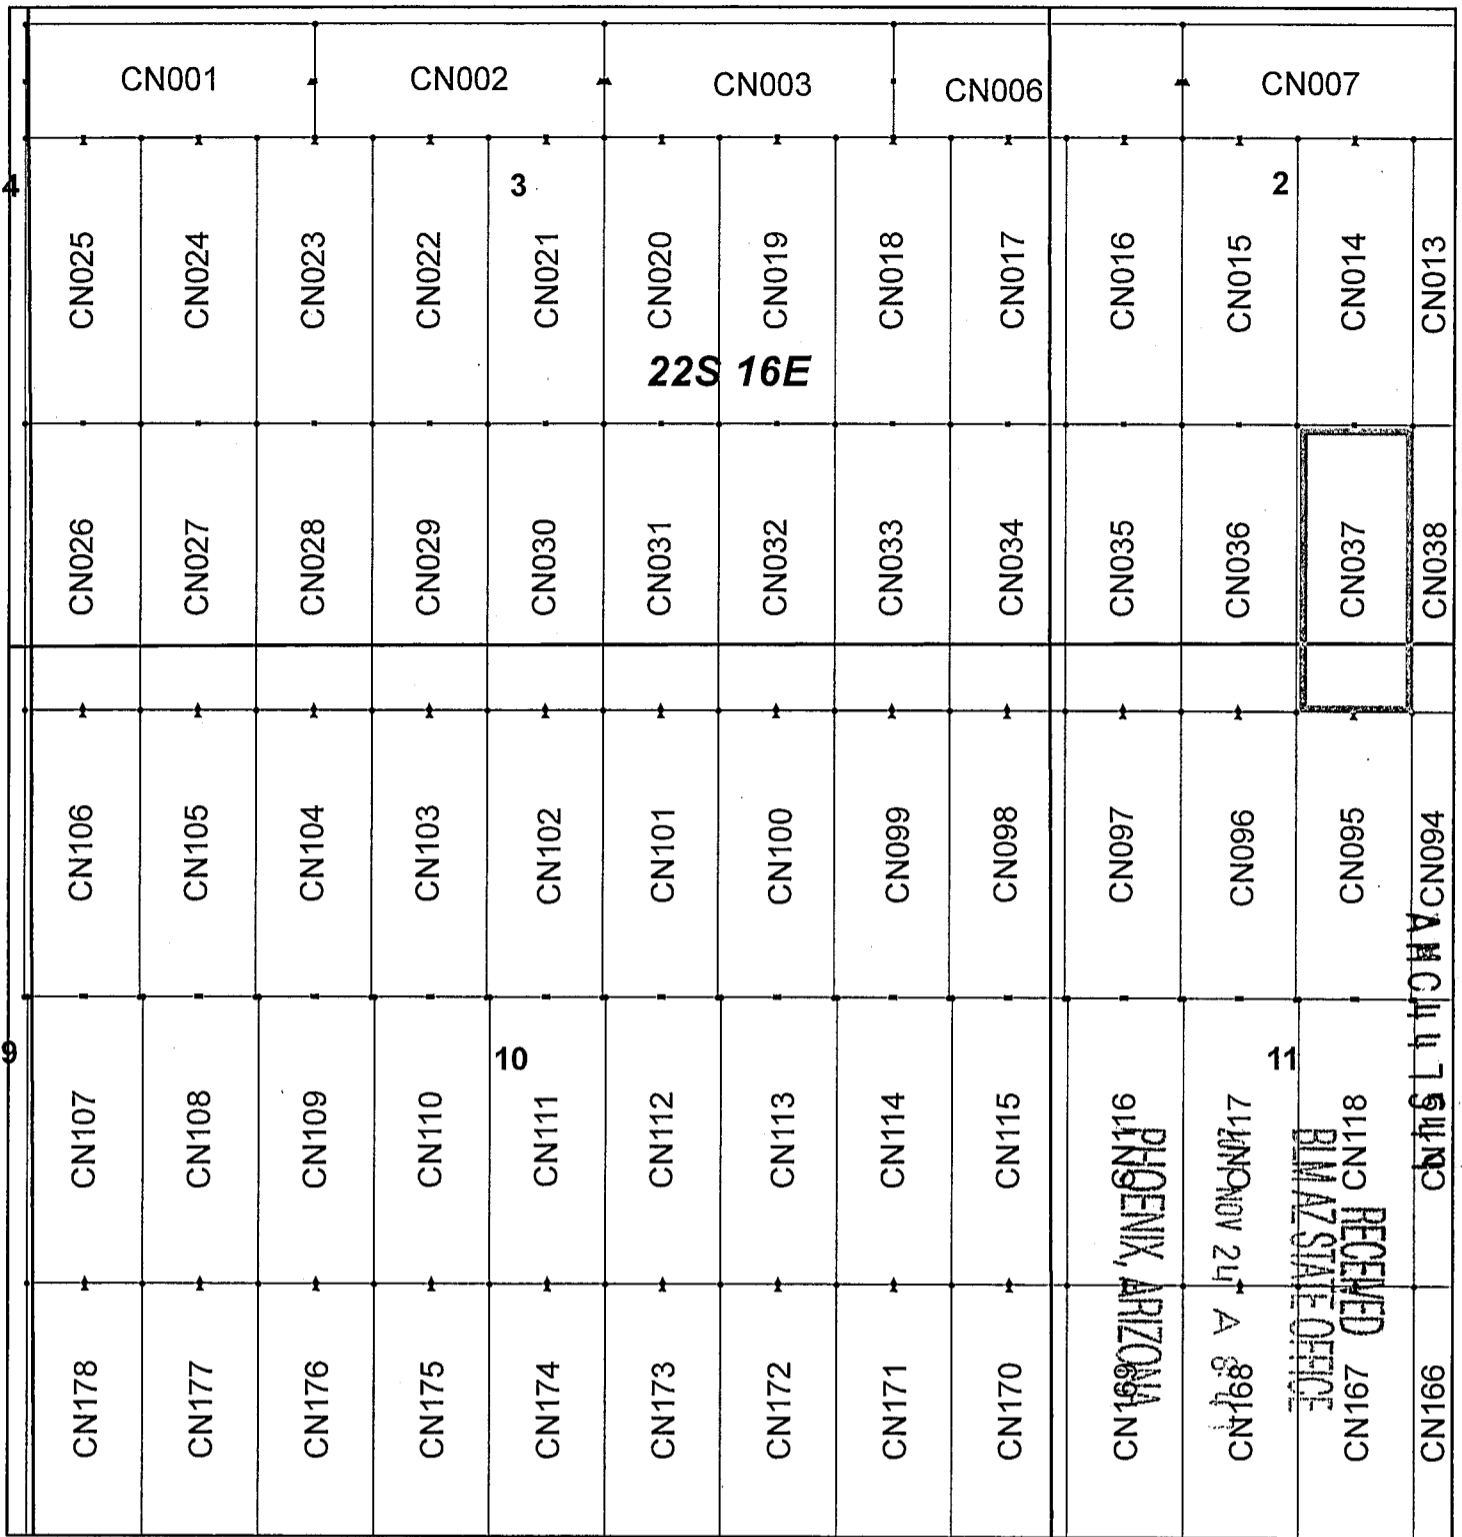 CN001 CN002 CN003 CN006 CN007
4 3 2
CN025 CN024 CN023 CN022 CN021 CN020 CN019 CN018 CN017 CN016 CN015 CN014 CN013
22S 16E
CN026 CN027 CN028 CN029 CN030 CN031 CN032 CN033 CN034 CN035 CN036 CN037 CN038
CN106 CN105 CN104 CN103 CN102 CN101 CN100 CN099 CN098 CN097 CN096 CN095 CN094
9 10 11
CN107 CN108 CN109 CN110 CN111 CN112 CN113 CN114 CN115 CN116 CN117 CN118 CN119
CN178 CN177 CN176 CN175 CN174 CN173 CN172 CN171 CN170 CN169 CN168 CN167 CN166
RECEIVED
BLM AZ STATE OFFICE
NOV 24 A
PHOENIX, ARIZONA